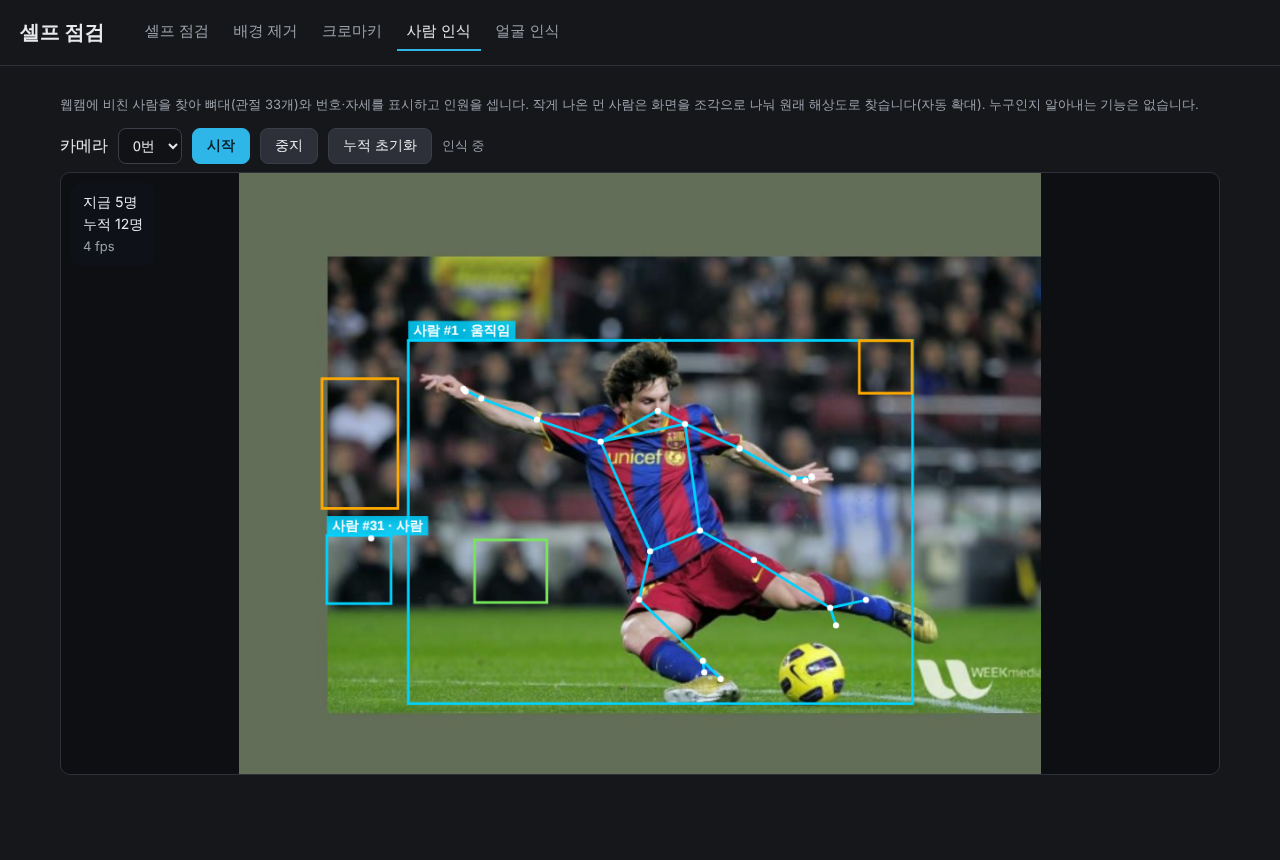 셀프 점검
셀프 점검 배경 제거 크로마키 사람 인식 얼굴 인식
웹캠에 비친 사람을 찾아 뼈대(관절 33개)와 번호·자세를 표시하고 인원을 셉니다. 작게 나온 먼 사람은 화면을 조각으로 나눠 원래 해상도로 찾습니다(자동 확대). 누구인지 알아내는 기능은 없습니다.
카메라 0번 시작 중지 누적 초기화 인식 중
지금 5명
누적 12명
4 fps
사람 #1 · 움직임
unicef
사람 #31 · 사람
WEEKmedia